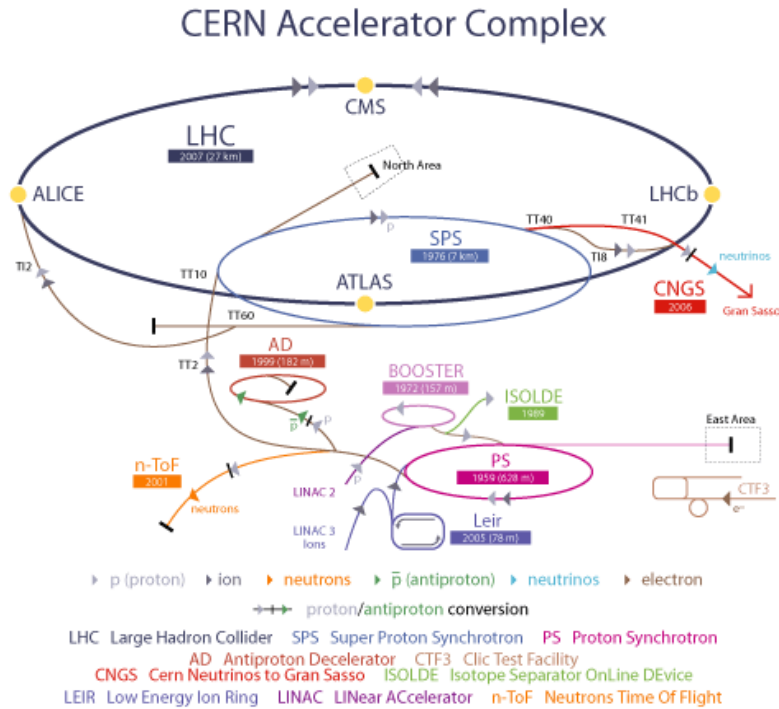 CERN Accelerator Complex
CMS
LHC
2007 (27 km)
North Area
ALICE
LHCb
TT40
TT41
p
SPS
1976 (7 km)
TI8
TI2
TT10
ATLAS
neutrinos
CNGS
2006
Gran Sasso
TT60
AD
1999 (182 m)
TT2
BOOSTER
1972 (157 m)
ISOLDE
1989
p
p
East Area
n-ToF
2001
PS
1959 (628 m)
p
LINAC 2
neutrons
CTF3
e-
LINAC 3
Ions
Leir
2005 (78 m)
p (proton) ion neutrons p̅ (antiproton) neutrinos electron
proton/antiproton conversion
LHC Large Hadron Collider SPS Super Proton Synchrotron PS Proton Synchrotron
AD Antiproton Decelerator CTF3 Clic Test Facility
CNGS Cern Neutrinos to Gran Sasso ISOLDE Isotope Separator OnLine DEvice
LEIR Low Energy Ion Ring LINAC LINear ACcelerator n-ToF Neutrons Time Of Flight